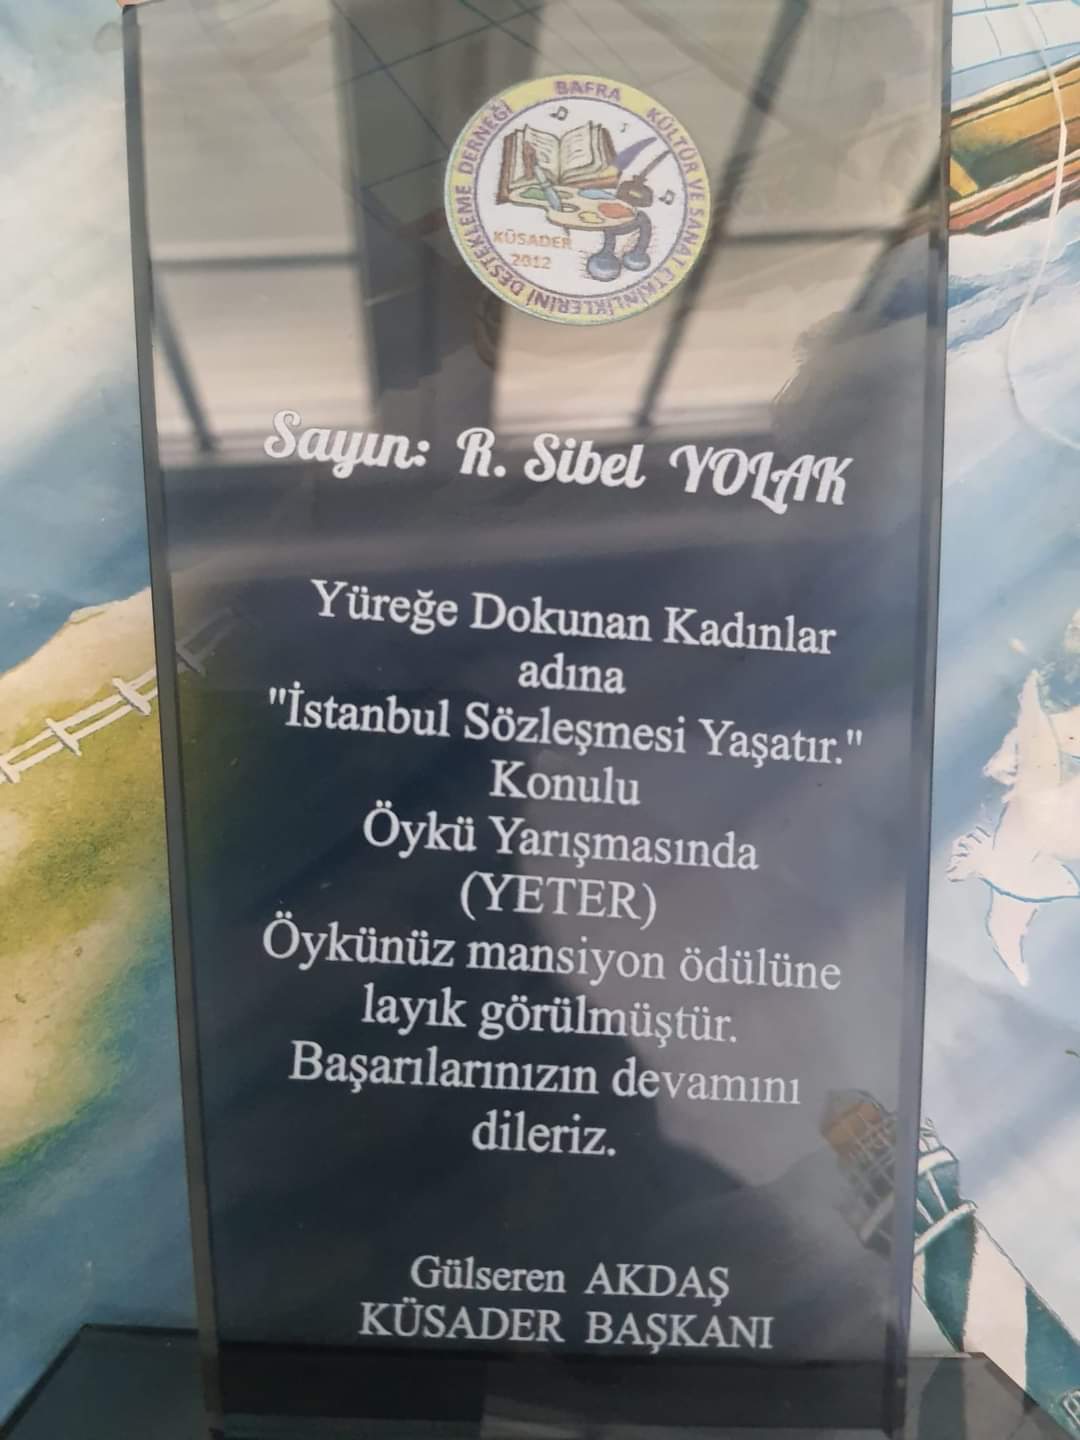 BAFRA KÜLTÜR VE SANAT ETKİNLİKLERİNİ DESTEKLEME DERNEĞİ
KÜSADER
2012
Sayın: R. Sibel YOLAK
Yüreğe Dokunan Kadınlar
adına
"İstanbul Sözleşmesi Yaşatır."
Konulu
Öykü Yarışmasında
(YETER)
Öykünüz mansiyon ödülüne
layık görülmüştür.
Başarılarınızın devamını
dileriz.
Gülseren AKDAŞ
KÜSADER BAŞKANI